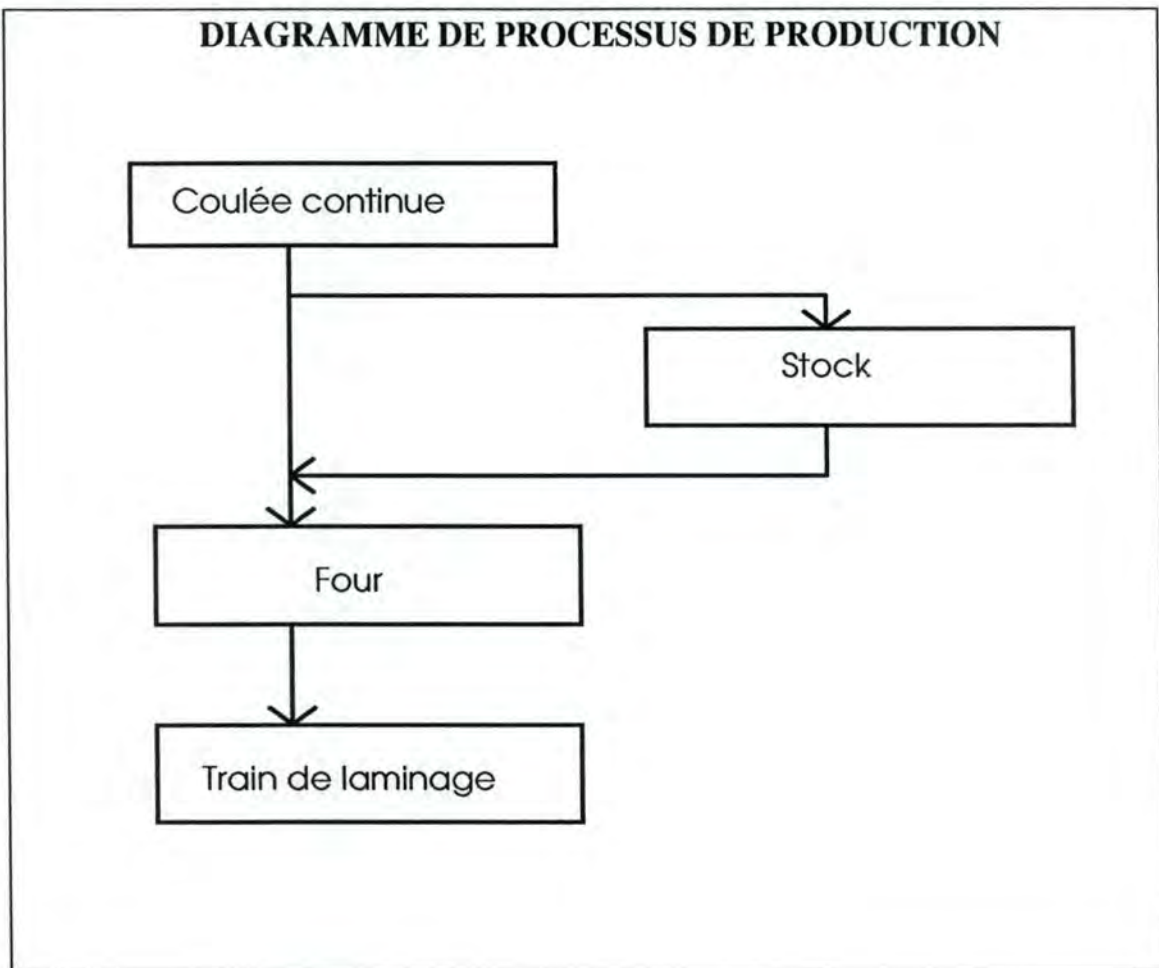 DIAGRAMME DE PROCESSUS DE PRODUCTION
Coulée continue
Stock
Four
Train de laminage